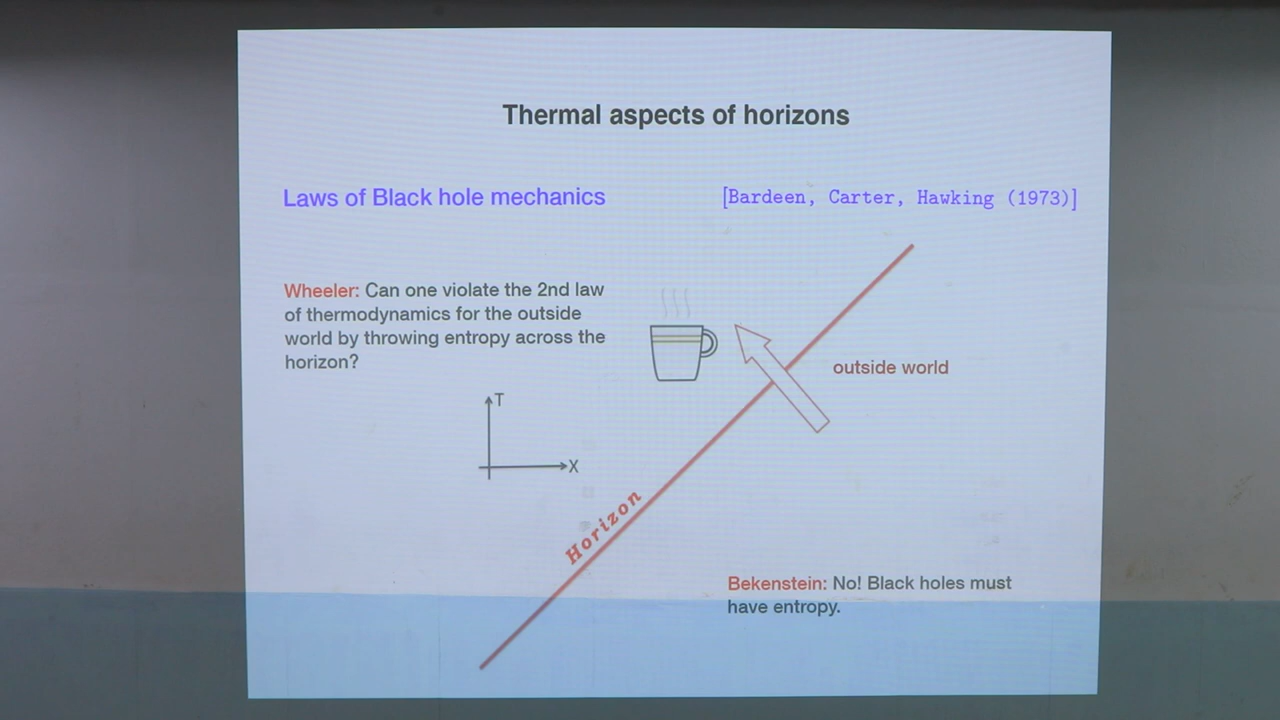 Thermal aspects of horizons
Laws of Black hole mechanics
[Bardeen, Carter, Hawking (1973)]
Wheeler: Can one violate the 2nd law
of thermodynamics for the outside
world by throwing entropy across the
horizon?
outside world
T
X
Horizon
Bekenstein: No! Black holes must
have entropy.